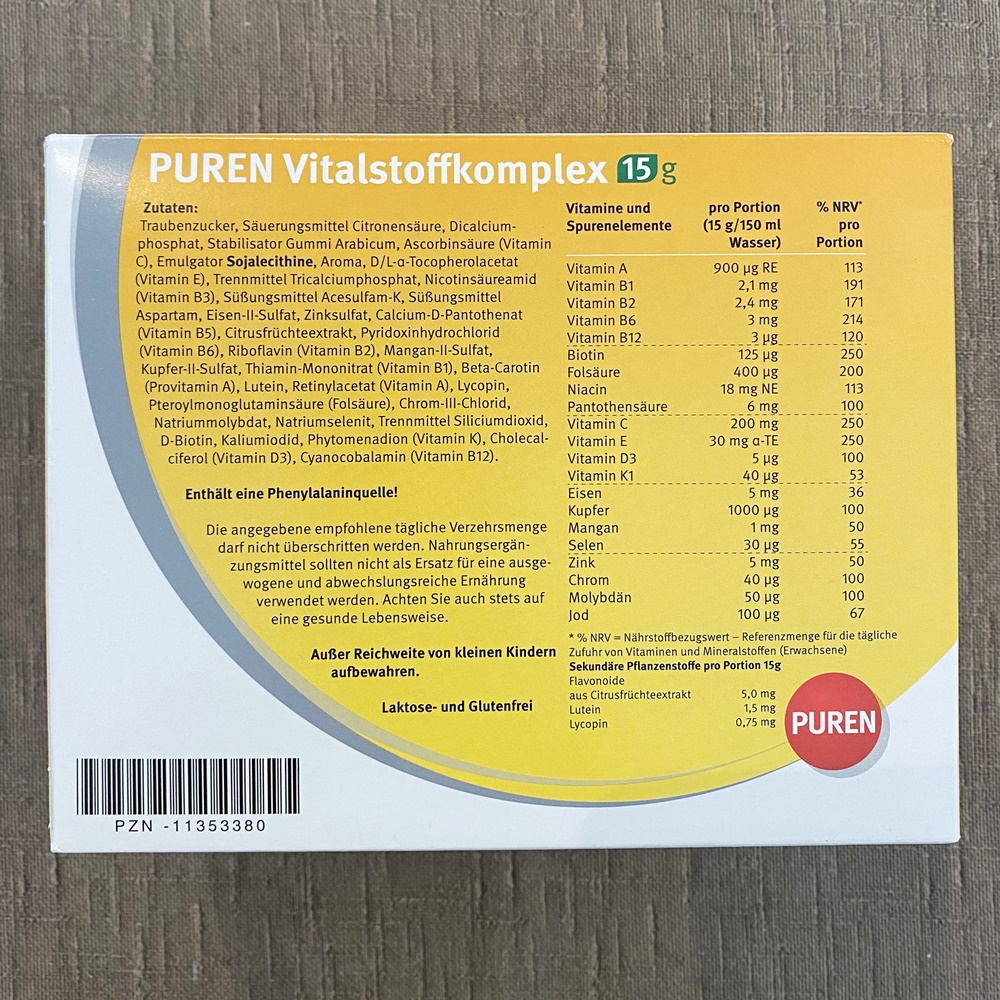 PUREN Vitalstoffkomplex 15 g
Zutaten:
Traubenzucker, Säuerungsmittel Citronensäure, Dicalcium-
phosphat, Stabilisator Gummi Arabicum, Ascorbinsäure (Vitamin
C), Emulgator Sojalecithine, Aroma, D/L-α-Tocopherolacetat
(Vitamin E), Trennmittel Tricalciumphosphat, Nicotinsäureamid
(Vitamin B3), Süßungsmittel Acesulfam-K, Süßungsmittel
Aspartam, Eisen-II-Sulfat, Zinksulfat, Calcium-D-Pantothenat
(Vitamin B5), Citrusfrüchteextrakt, Pyridoxinhydrochlorid
(Vitamin B6), Riboflavin (Vitamin B2), Mangan-II-Sulfat,
Kupfer-II-Sulfat, Thiamin-Mononitrat (Vitamin B1), Beta-Carotin
(Provitamin A), Lutein, Retinylacetat (Vitamin A), Lycopin,
Pteroylmonoglutaminsäure (Folsäure), Chrom-III-Chlorid,
Natriummolybdat, Natriumselenit, Trennmittel Siliciumdioxid,
D-Biotin, Kaliumiodid, Phytomenadion (Vitamin K), Cholecal-
ciferol (Vitamin D3), Cyanocobalamin (Vitamin B12).
Enthält eine Phenylalaninquelle!
Die angegebene empfohlene tägliche Verzehrsmenge
darf nicht überschritten werden. Nahrungsergän-
zungsmittel sollten nicht als Ersatz für eine ausge-
wogene und abwechslungsreiche Ernährung
verwendet werden. Achten Sie auch stets auf
eine gesunde Lebensweise.
Außer Reichweite von kleinen Kindern
aufbewahren.
Laktose- und Glutenfrei
Vitamine und pro Portion % NRV*
Spurenelemente (15 g/150 ml pro
Wasser) Portion
Vitamin A 900 µg RE 113
Vitamin B1 2,1 mg 191
Vitamin B2 2,4 mg 171
Vitamin B6 3 mg 214
Vitamin B12 3 µg 120
Biotin 125 µg 250
Folsäure 400 µg 200
Niacin 18 mg NE 113
Pantothensäure 6 mg 100
Vitamin C 200 mg 250
Vitamin E 30 mg α-TE 250
Vitamin D3 5 µg 100
Vitamin K1 40 µg 53
Eisen 5 mg 36
Kupfer 1000 µg 100
Mangan 1 mg 50
Selen 30 µg 55
Zink 5 mg 50
Chrom 40 µg 100
Molybdän 50 µg 100
Jod 100 µg 67
* % NRV = Nährstoffbezugswert – Referenzmenge für die tägliche
Zufuhr von Vitaminen und Mineralstoffen (Erwachsene)
Sekundäre Pflanzenstoffe pro Portion 15g
Flavonoide
aus Citrusfrüchteextrakt 5,0 mg
Lutein 1,5 mg
Lycopin 0,75 mg
PUREN
PZN -11353380